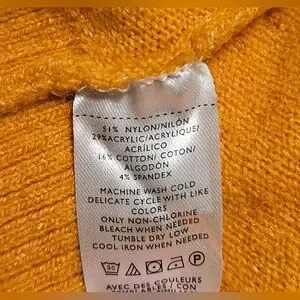 51% NYLON/NILÓN
29%ACRYLIC/ACRYLIQUE/
ACRÍLICO
16% COTTON/ COTON/
ALGODÓN
4% SPANDEX
MACHINE WASH COLD
DELICATE CYCLE WITH LIKE
COLORS
ONLY NON-CHLORINE
BLEACH WHEN NEEDED
TUMBLE DRY LOW
COOL IRON WHEN NEEDED
30 P
AVEC DES COULEURS